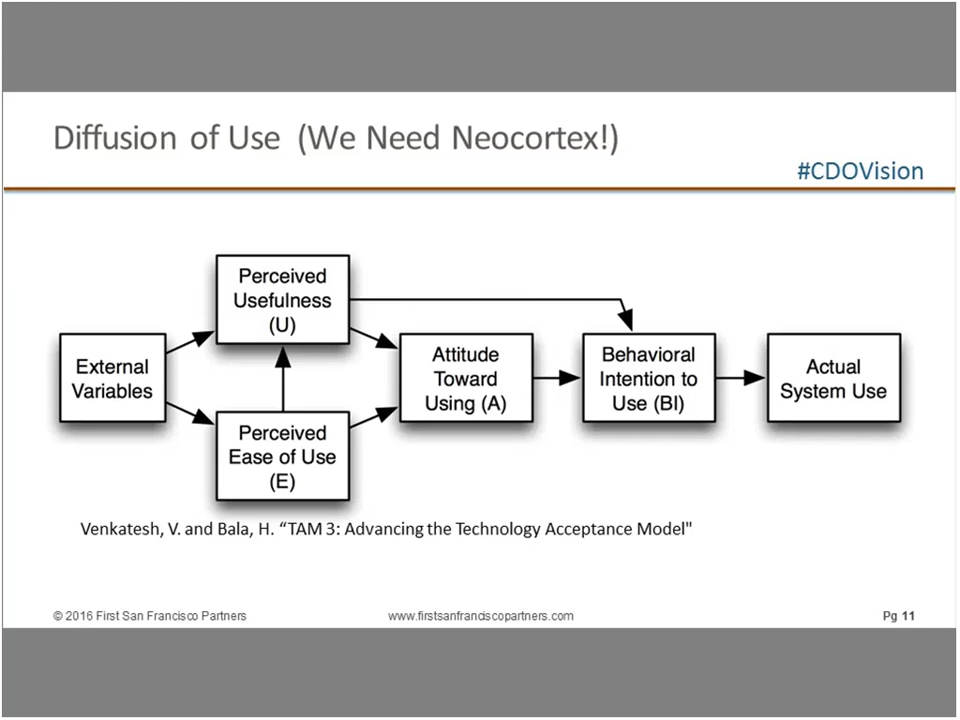 Diffusion of Use (We Need Neocortex!)
#CDOVision
Perceived
Usefulness
(U)
External
Variables
Attitude
Toward
Using (A)
Behavioral
Intention to
Use (BI)
Actual
System Use
Perceived
Ease of Use
(E)
Venkatesh, V. and Bala, H. “TAM 3: Advancing the Technology Acceptance Model"
© 2016 First San Francisco Partners
www.firstsanfranciscopartners.com
Pg 11